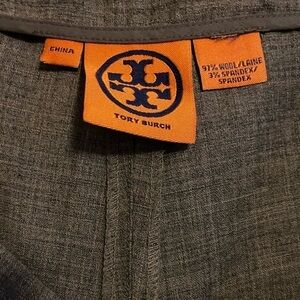 CHINA
TORY BURCH
97% WOOL/LAINE
3% SPANDEX/
SPANDEX